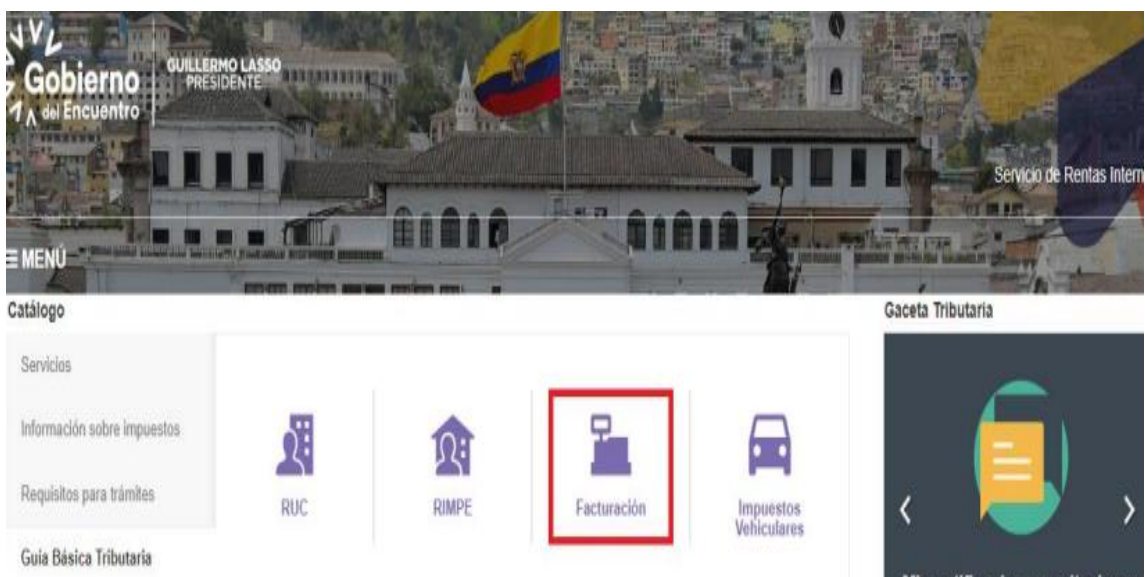 Gobierno
del Encuentro
GUILLERMO LASSO
PRESIDENTE
Servicio de Rentas Intern
MENÚ
Catálogo
Gaceta Tributaria
Servicios
Información sobre impuestos
Requisitos para trámites
Guía Básica Tributaria
RUC
RIMPE
Facturación
Impuestos
Vehiculares